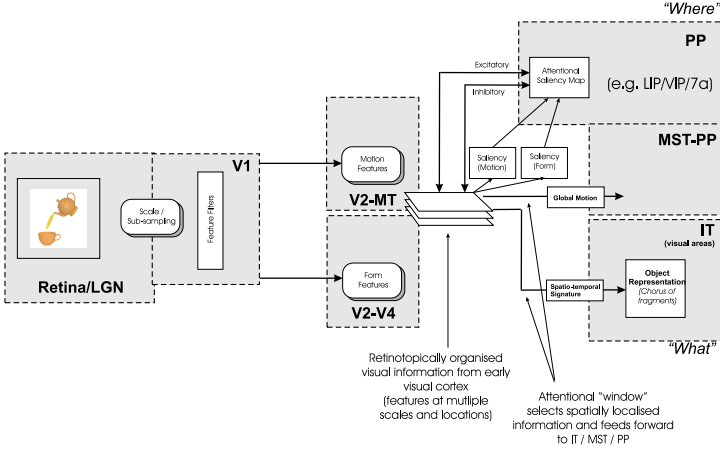 "Where"
PP
Excitatory
Attentional
Saliency Map
(e.g. LIP/VIP/7a)
Inhibitory
MST-PP
V1
Motion
Features
Saliency
(Motion)
Saliency
(Form)
V2-MT
Scale /
Sub-sampling
Feature Filters
Global Motion
IT
(visual areas)
Retina/LGN
Form
Features
Spatio-temporal
Signature
Object
Representation
(Chorus of
fragments)
V2-V4
"What"
Retinotopically organised
visual information from early
visual cortex
(features at mutliple
scales and locations)
Attentional "window"
selects spatially localised
information and feeds forward
to IT / MST / PP